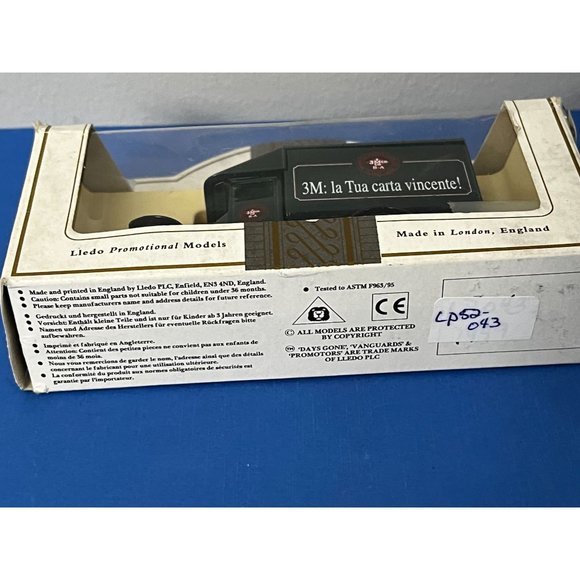 3M: la Tua carta vincente!
Lledo Promotional Models
Made in London, England
Made and printed in England by Lledo PLC, Enfield, EN3 4ND, England.
Caution: Contains small parts not suitable for children under 36 months.
Please keep manufacturers name and address details for future reference.
Gedruckt und hergestellt in England.
Vorsicht: Enthält kleine Teile und ist nur für Kinder ab 3 Jahren geeignet.
Namen und Adresse des Herstellers für eventuelle Rückfragen bitte
aufbewahren.
Imprimé et fabriqué en Angleterre.
Attention: Contient des petites pièces ne convient pas aux enfants de
moins de 36 mois.
Nous vous remercions de garder le nom, l'adresse ainsi que des détails
concernant le fabricant pour une utilisation ultérieure.
La conformité du produit aux normes obligatoires de sécurités est
garantie par l'importateur.
Tested to ASTM F963/95
CE
© ALL MODELS ARE PROTECTED
BY COPYRIGHT
™ 'DAYS GONE', 'VANGUARDS' &
'PROMOTORS' ARE TRADE MARKS
OF LLEDO PLC
LP52-
043